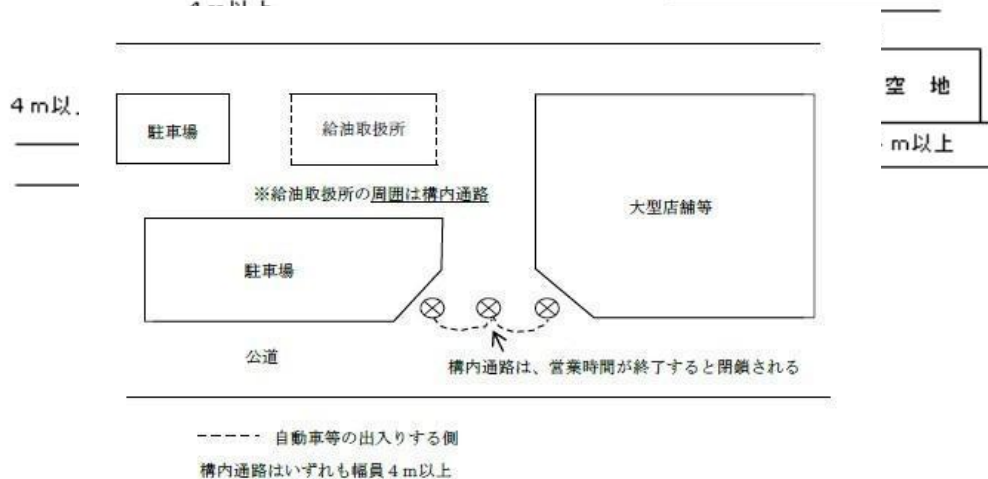 4m以
駐車場
給油取扱所
空 地
m以上
※給油取扱所の周囲は構内通路
大型店舗等
駐車場
公道
構内通路は、営業時間が終了すると閉鎖される
自動車等の出入りする側
構内通路はいずれも幅員4m以上